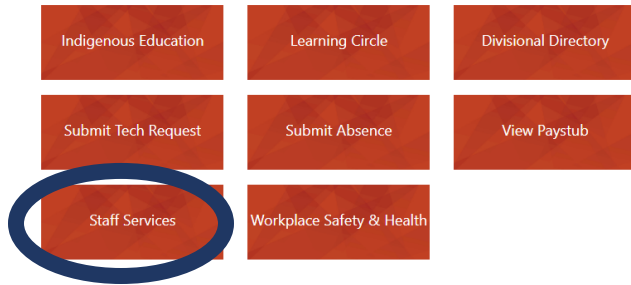 Indigenous Education
Learning Circle
Divisional Directory
Submit Tech Request
Submit Absence
View Paystub
Staff Services
Workplace Safety & Health